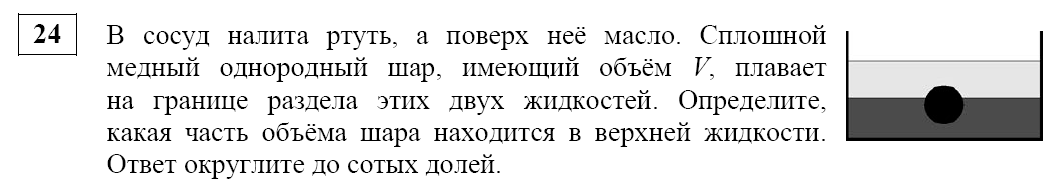 24
В сосуд налита ртуть, а поверх неё масло. Сплошной
медный однородный шар, имеющий объём V, плавает
на границе раздела этих двух жидкостей. Определите,
какая часть объёма шара находится в верхней жидкости.
Ответ округлите до сотых долей.